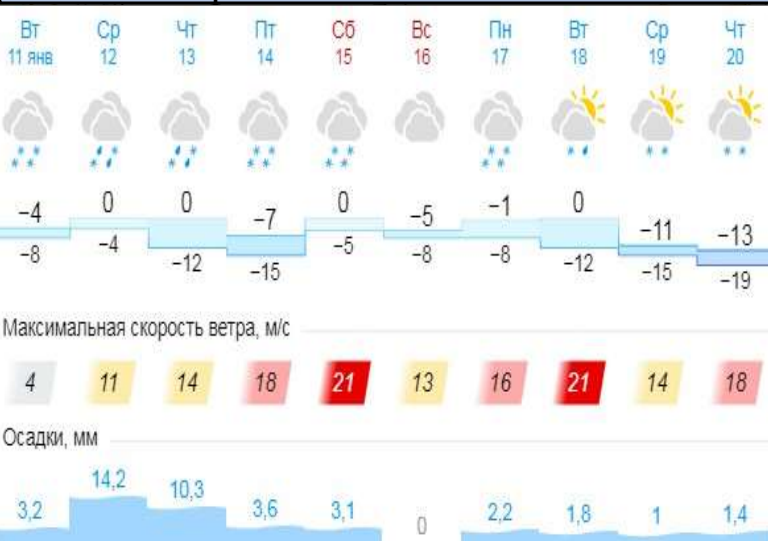 Вт Ср Чт Пт Сб Вс Пн Вт Ср Чт
11 янв 12 13 14 15 16 17 18 19 20
−4 0 0 −7 0 −5 −1 0 −11 −13
−8 −4 −12 −15 −5 −8 −8 −12 −15 −19
Максимальная скорость ветра, м/с
4 11 14 18 21 13 16 21 14 18
Осадки, мм
3,2 14,2 10,3 3,6 3,1 0 2,2 1,8 1 1,4